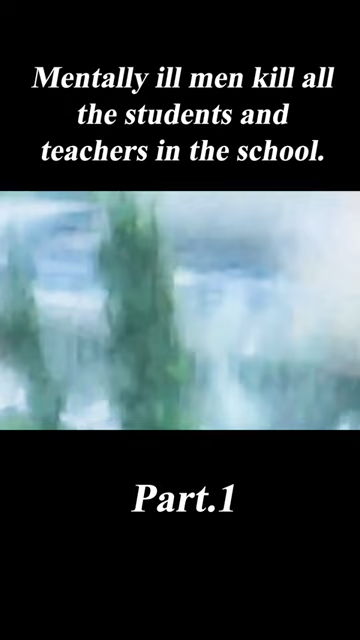 Mentally ill men kill all
the students and
teachers in the school.
Part.1